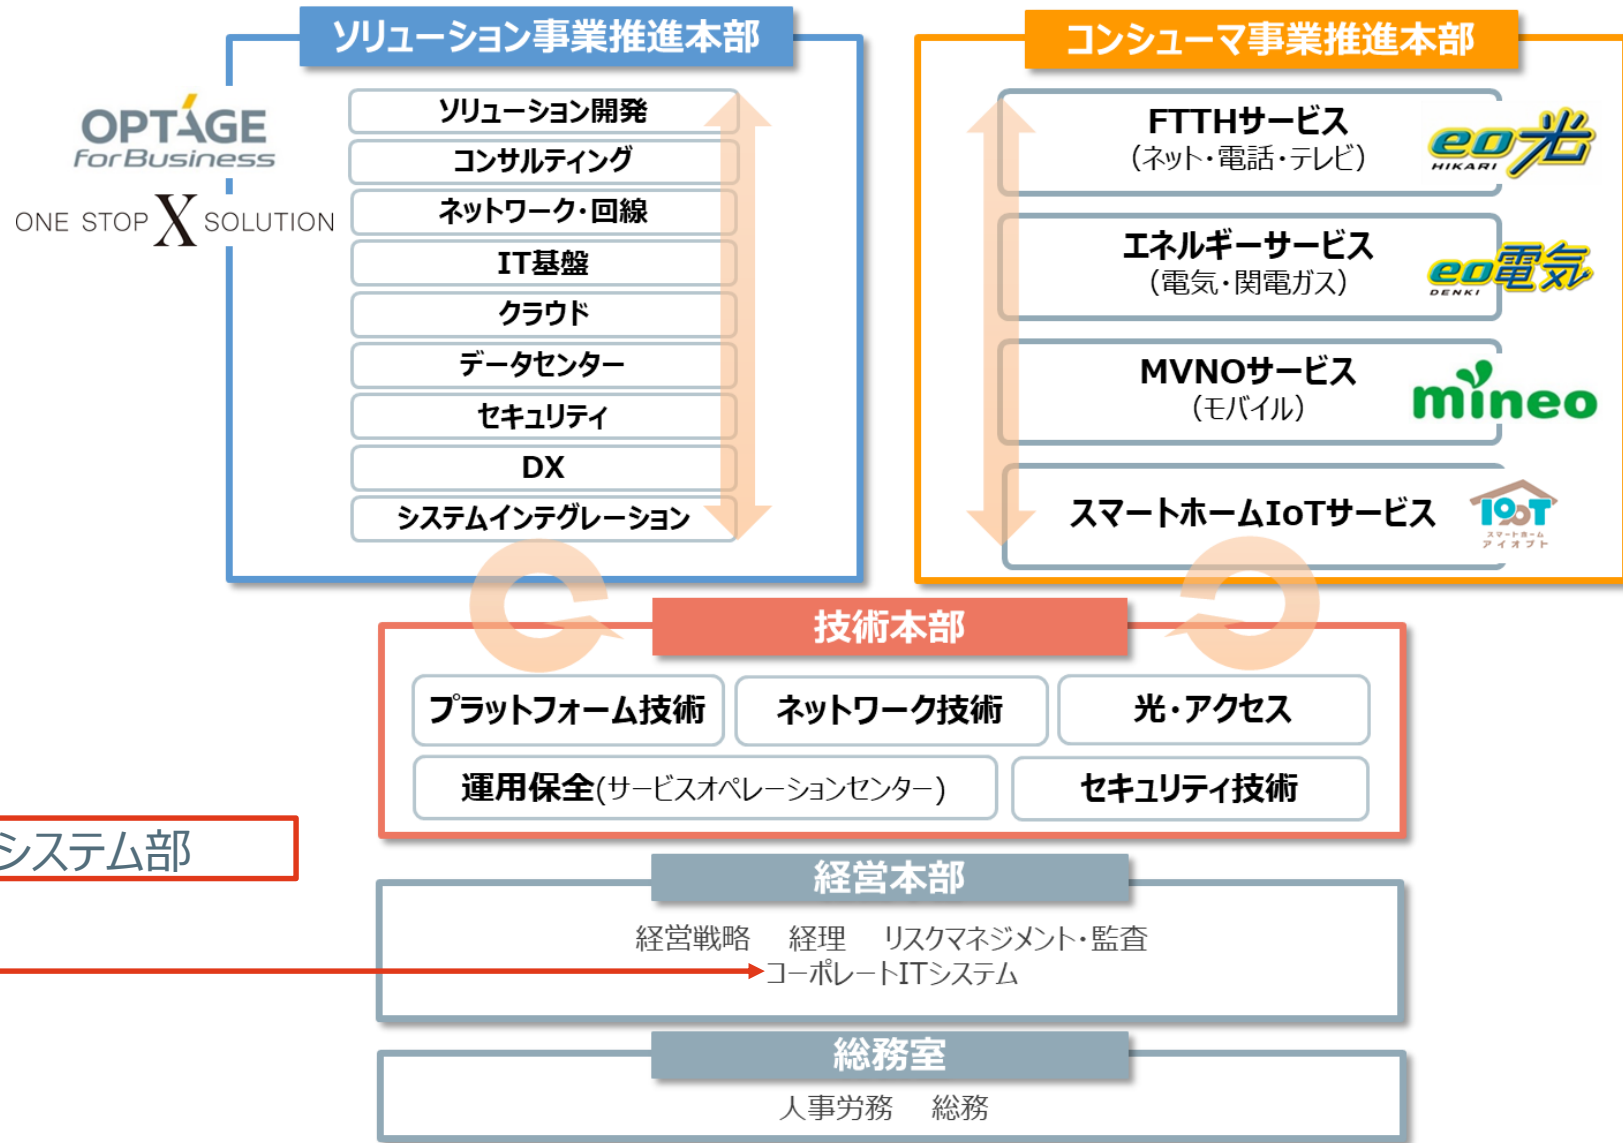 ソリューション事業推進本部
OPTAGE
for Business
ONE STOP X SOLUTION
ソリューション開発
コンサルティング
ネットワーク・回線
IT基盤
クラウド
データセンター
セキュリティ
DX
システムインテグレーション
コンシューマ事業推進本部
FTTHサービス
(ネット・電話・テレビ)
eo光
HIKARI
エネルギーサービス
(電気・関電ガス)
eo電気
DENKI
MVNOサービス
(モバイル)
mineo
スマートホームIoTサービス
IOOT
スマートホーム
アイオプト
技術本部
プラットフォーム技術
ネットワーク技術
光・アクセス
運用保全(サービスオペレーションセンター)
セキュリティ技術
システム部
経営本部
経営戦略 経理 リスクマネジメント・監査
コーポレートITシステム
総務室
人事労務 総務